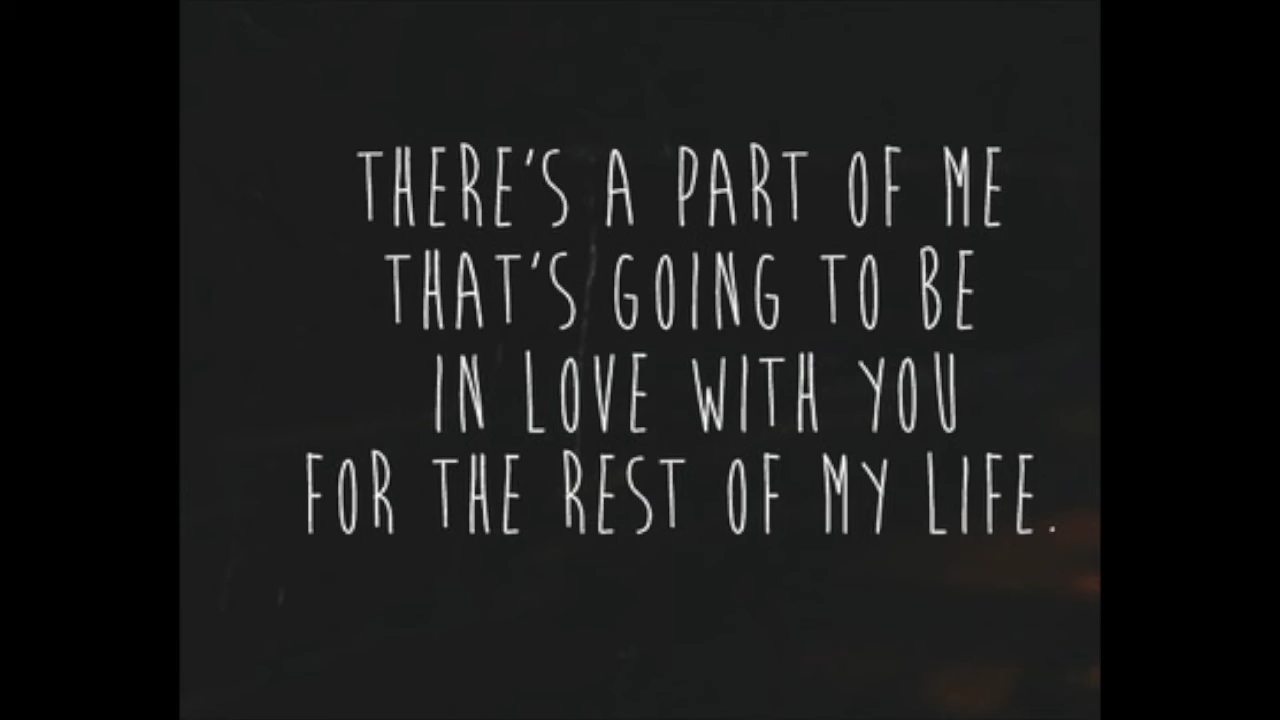 THERE'S A PART OF ME
THAT'S GOING TO BE
IN LOVE WITH YOU
FOR THE REST OF MY LIFE.